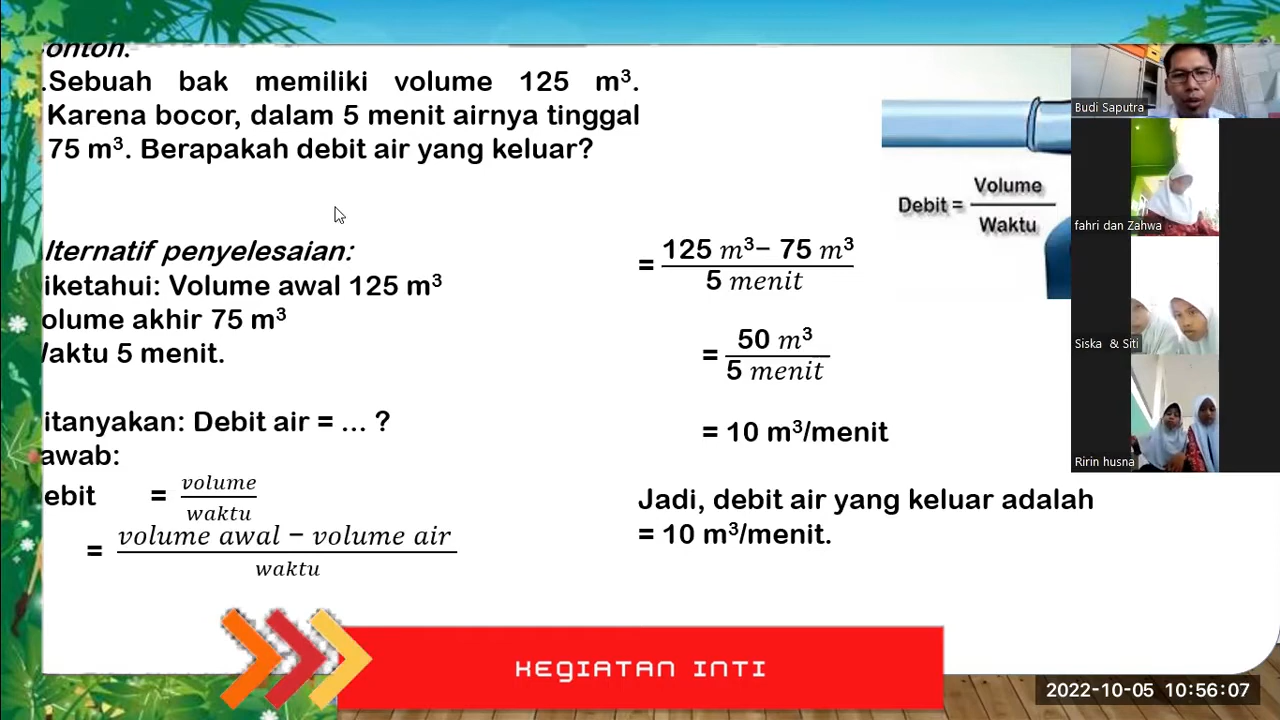 onton.
.Sebuah bak memiliki volume 125 m³.
Karena bocor, dalam 5 menit airnya tinggal
75 m³. Berapakah debit air yang keluar?
lternatif penyelesaian:
iketahui: Volume awal 125 m³
olume akhir 75 m³
/aktu 5 menit.
itanyakan: Debit air = ... ?
awab:
ebit = volume
waktu
= volume awal − volume air
waktu
= 125 m³− 75 m³
5 menit
= 50 m³
5 menit
= 10 m³/menit
Jadi, debit air yang keluar adalah
= 10 m³/menit.
Debit = Volume
Waktu
Budi Saputra
fahri dan Zahwa
Siska & Siti
Ririn husna
KEGIATAN INTI
2022-10-05 10:56:07